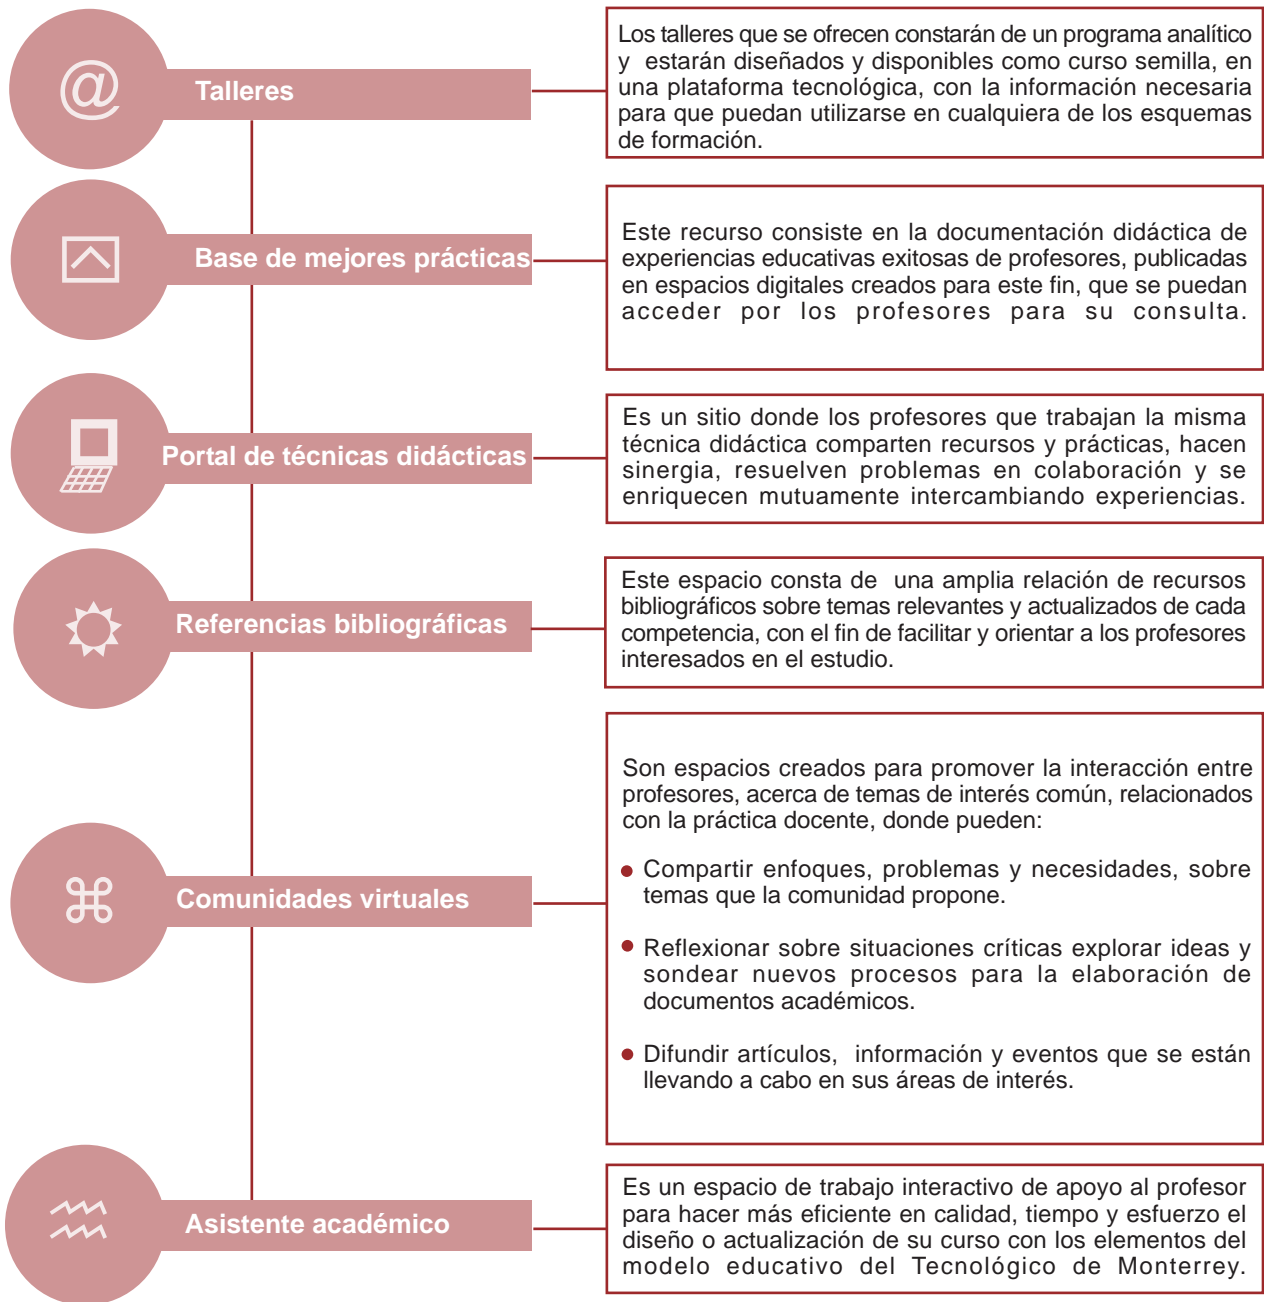 @
Talleres
Los talleres que se ofrecen constarán de un programa analítico
y estarán diseñados y disponibles como curso semilla, en
una plataforma tecnológica, con la información necesaria
para que puedan utilizarse en cualquiera de los esquemas
de formación.
Base de mejores prácticas
Este recurso consiste en la documentación didáctica de
experiencias educativas exitosas de profesores, publicadas
en espacios digitales creados para este fin, que se puedan
acceder por los profesores para su consulta.
Portal de técnicas didácticas
Es un sitio donde los profesores que trabajan la misma
técnica didáctica comparten recursos y prácticas, hacen
sinergia, resuelven problemas en colaboración y se
enriquecen mutuamente intercambiando experiencias.
Referencias bibliográficas
Este espacio consta de una amplia relación de recursos
bibliográficos sobre temas relevantes y actualizados de cada
competencia, con el fin de facilitar y orientar a los profesores
interesados en el estudio.
Comunidades virtuales
Son espacios creados para promover la interacción entre
profesores, acerca de temas de interés común, relacionados
con la práctica docente, donde pueden:
● Compartir enfoques, problemas y necesidades, sobre
temas que la comunidad propone.
● Reflexionar sobre situaciones críticas explorar ideas y
sondear nuevos procesos para la elaboración de
documentos académicos.
● Difundir artículos, información y eventos que se están
llevando a cabo en sus áreas de interés.
Asistente académico
Es un espacio de trabajo interactivo de apoyo al profesor
para hacer más eficiente en calidad, tiempo y esfuerzo el
diseño o actualización de su curso con los elementos del
modelo educativo del Tecnológico de Monterrey.